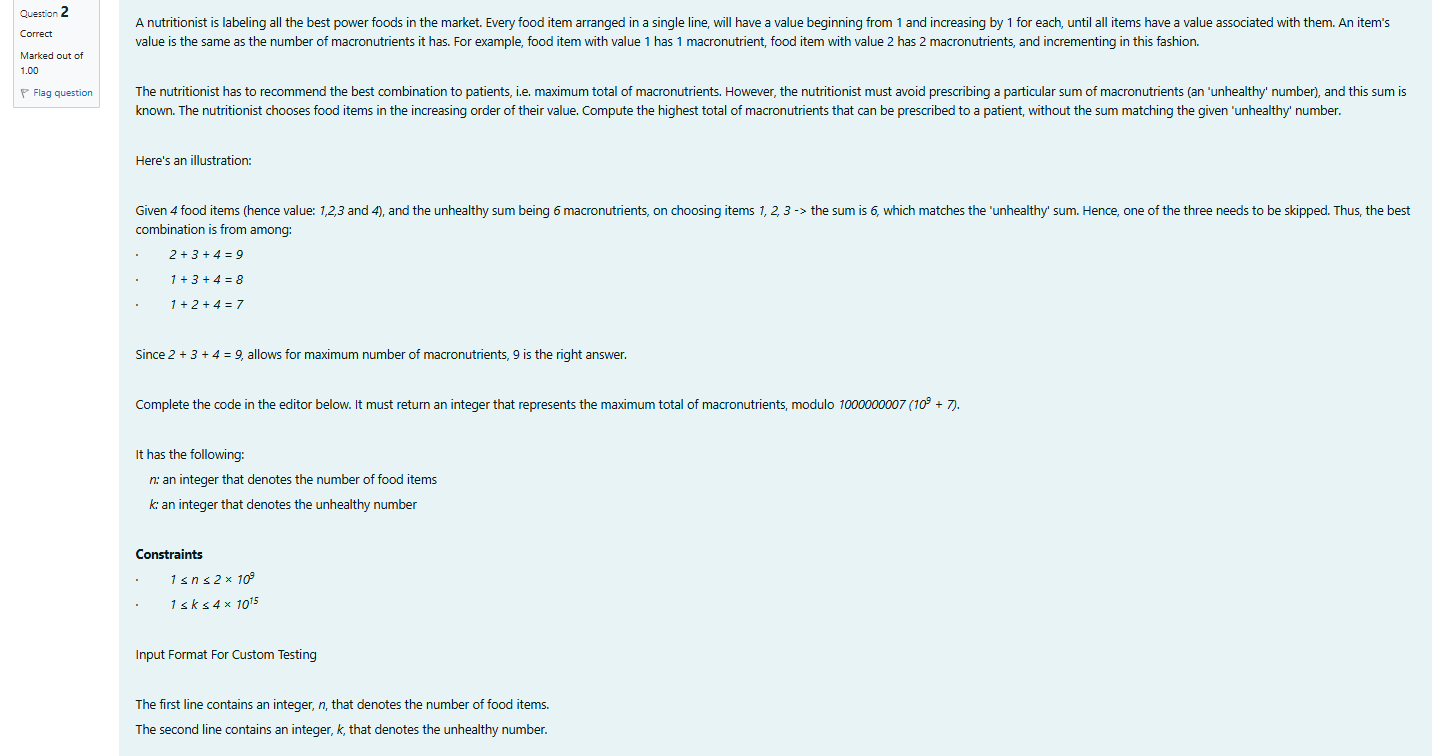 Question 2
Correct
Marked out of
1.00
Flag question
A nutritionist is labeling all the best power foods in the market. Every food item arranged in a single line, will have a value beginning from 1 and increasing by 1 for each, until all items have a value associated with them. An item's
value is the same as the number of macronutrients it has. For example, food item with value 1 has 1 macronutrient, food item with value 2 has 2 macronutrients, and incrementing in this fashion.
The nutritionist has to recommend the best combination to patients, i.e. maximum total of macronutrients. However, the nutritionist must avoid prescribing a particular sum of macronutrients (an 'unhealthy' number), and this sum is
known. The nutritionist chooses food items in the increasing order of their value. Compute the highest total of macronutrients that can be prescribed to a patient, without the sum matching the given 'unhealthy' number.
Here's an illustration:
Given 4 food items (hence value: 1,2,3 and 4), and the unhealthy sum being 6 macronutrients, on choosing items 1, 2, 3 -> the sum is 6, which matches the 'unhealthy' sum. Hence, one of the three needs to be skipped. Thus, the best
combination is from among:
· 2 + 3 + 4 = 9
· 1 + 3 + 4 = 8
· 1 + 2 + 4 = 7
Since 2 + 3 + 4 = 9, allows for maximum number of macronutrients, 9 is the right answer.
Complete the code in the editor below. It must return an integer that represents the maximum total of macronutrients, modulo 1000000007 (10⁹ + 7).
It has the following:
n: an integer that denotes the number of food items
k: an integer that denotes the unhealthy number
Constraints
· 1 ≤ n ≤ 2 × 10⁹
· 1 ≤ k ≤ 4 × 10¹⁵
Input Format For Custom Testing
The first line contains an integer, n, that denotes the number of food items.
The second line contains an integer, k, that denotes the unhealthy number.